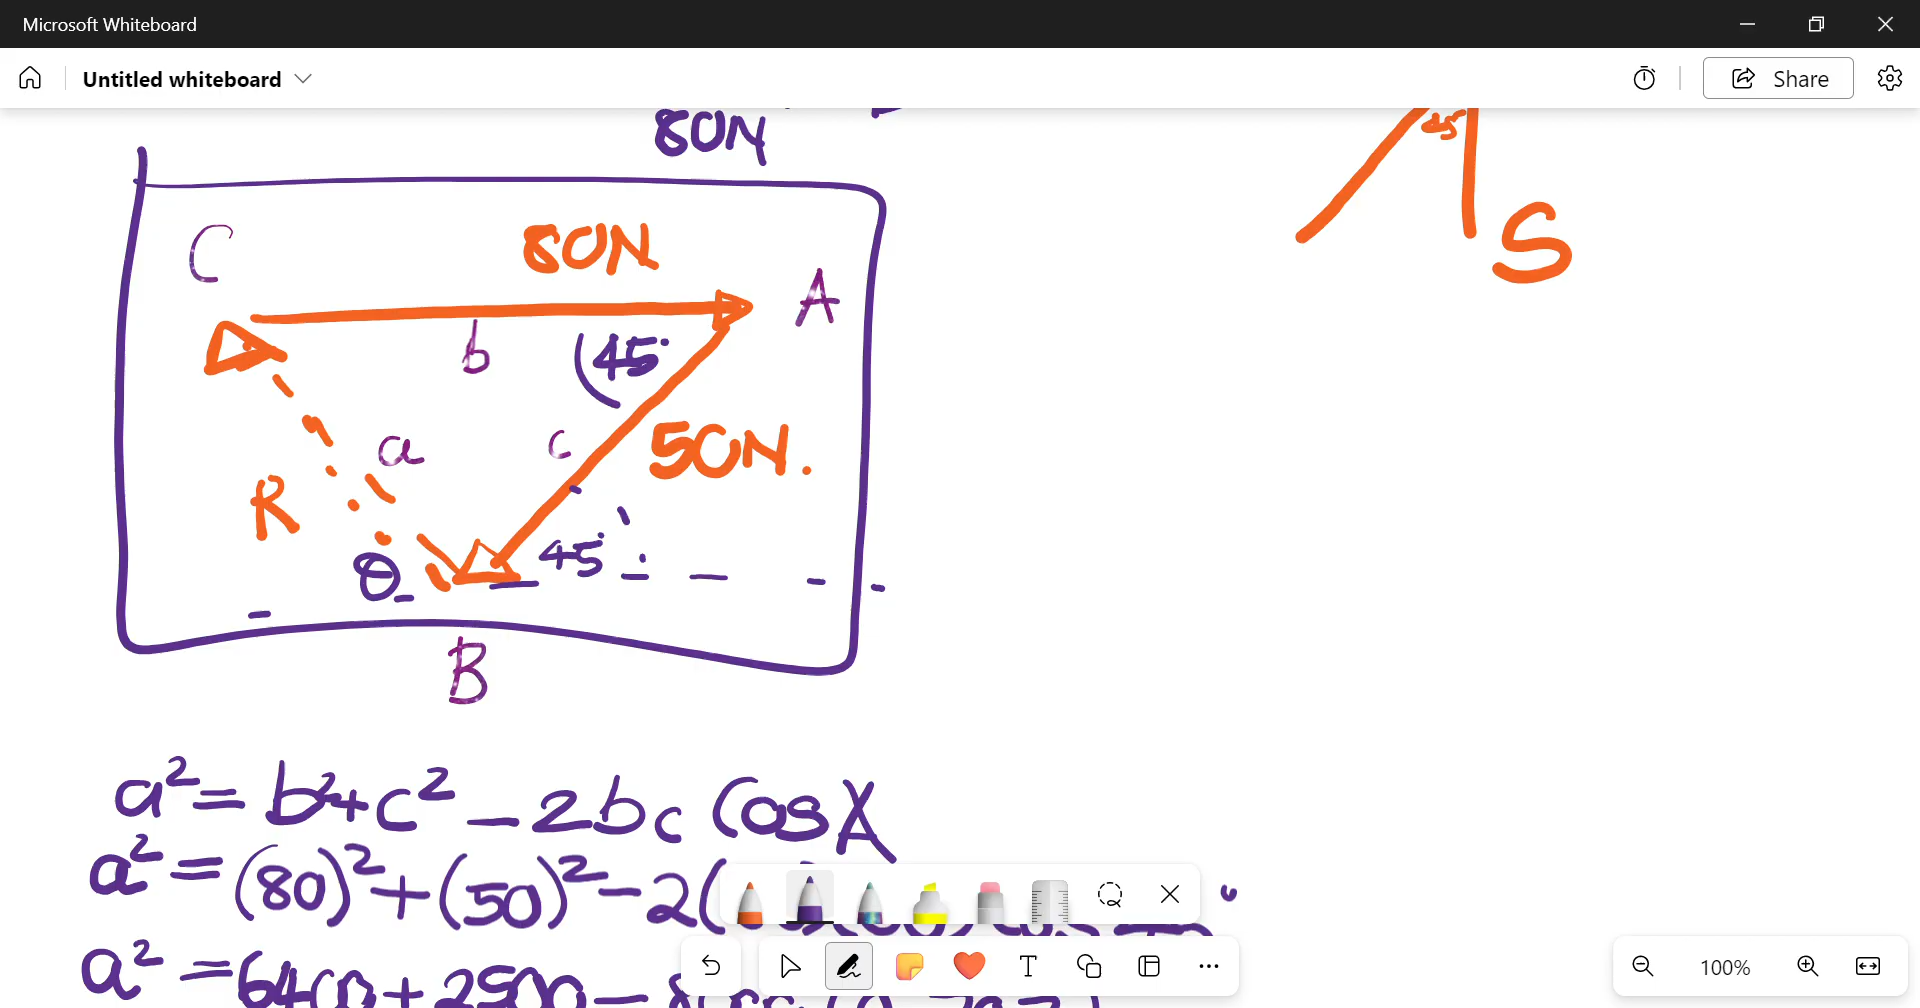 Microsoft Whiteboard
Untitled whiteboard
Share
80N
45
S
C
80N
A
b
45°
a
c
50N.
R
θ
45°
B
a² = b² + c² - 2bc Cos A
a² = (80)² + (50)² - 2(
a² = 6400 + 2500 -
100%